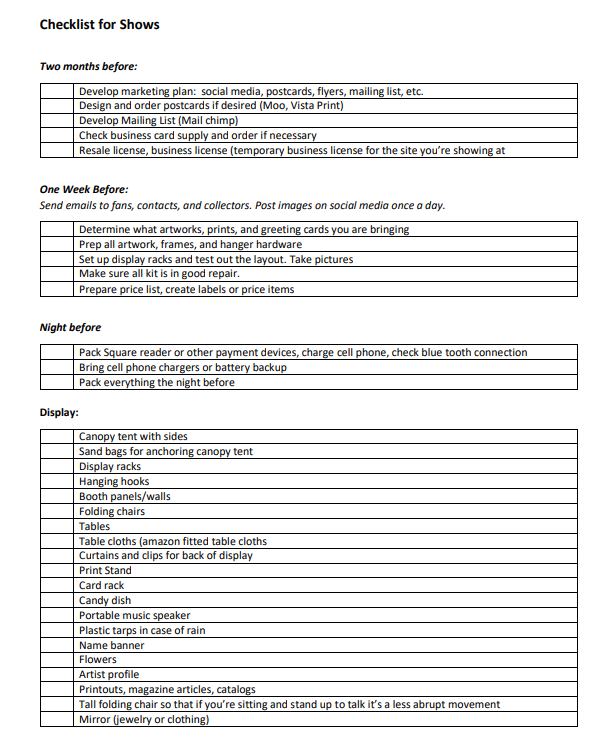 Checklist for Shows
Two months before:
Develop marketing plan:  social media, postcards, flyers, mailing list, etc.
Design and order postcards if desired (Moo, Vista Print)
Develop Mailing List (Mail chimp)
Check business card supply and order if necessary
Resale license, business license (temporary business license for the site you’re showing at
One Week Before:
Send emails to fans, contacts, and collectors. Post images on social media once a day.
Determine what artworks, prints, and greeting cards you are bringing
Prep all artwork, frames, and hanger hardware
Set up display racks and test out the layout. Take pictures
Make sure all kit is in good repair.
Prepare price list, create labels or price items
Night before
Pack Square reader or other payment devices, charge cell phone, check blue tooth connection
Bring cell phone chargers or battery backup
Pack everything the night before
Display:
Canopy tent with sides
Sand bags for anchoring canopy tent
Display racks
Hanging hooks
Booth panels/walls
Folding chairs
Tables
Table cloths (amazon fitted table cloths
Curtains and clips for back of display
Print Stand
Card rack
Candy dish
Portable music speaker
Plastic tarps in case of rain
Name banner
Flowers
Artist profile
Printouts, magazine articles, catalogs
Tall folding chair so that if you’re sitting and stand up to talk it’s a less abrupt movement
Mirror (jewelry or clothing)